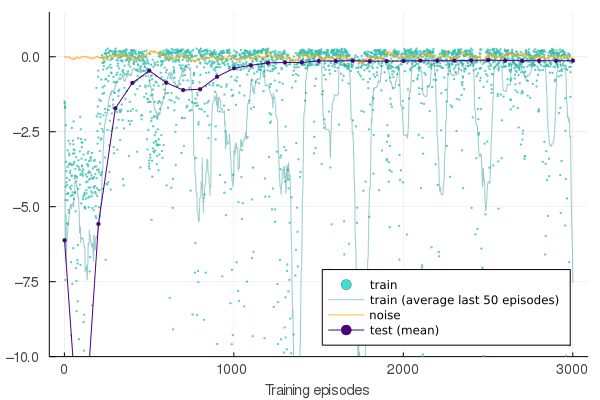 0.0
−2.5
−5.0
−7.5
−10.0
0
1000
2000
3000
Training episodes
train
train (average last 50 episodes)
noise
test (mean)